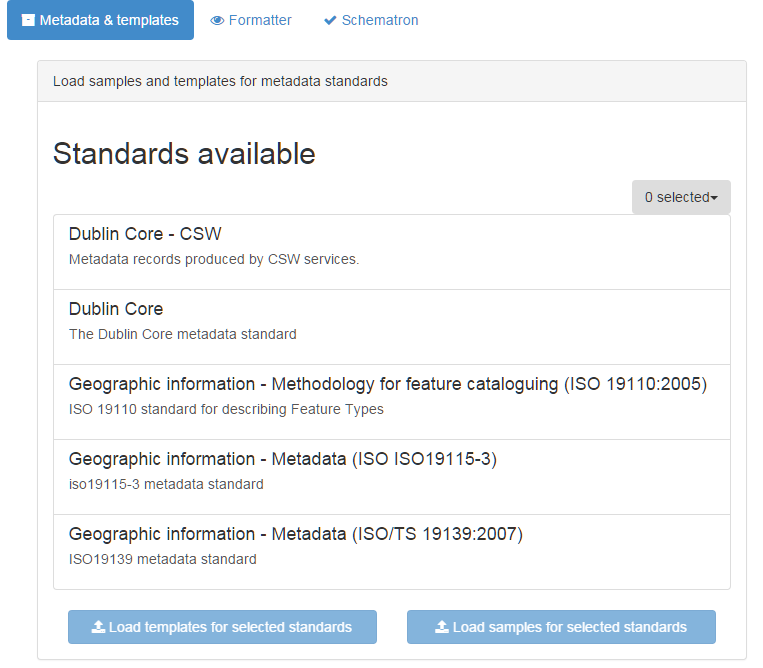 Metadata & templates Formatter Schematron
Load samples and templates for metadata standards
Standards available
0 selected
Dublin Core - CSW
Metadata records produced by CSW services.
Dublin Core
The Dublin Core metadata standard
Geographic information - Methodology for feature cataloguing (ISO 19110:2005)
ISO 19110 standard for describing Feature Types
Geographic information - Metadata (ISO ISO19115-3)
iso19115-3 metadata standard
Geographic information - Metadata (ISO/TS 19139:2007)
ISO19139 metadata standard
Load templates for selected standards Load samples for selected standards